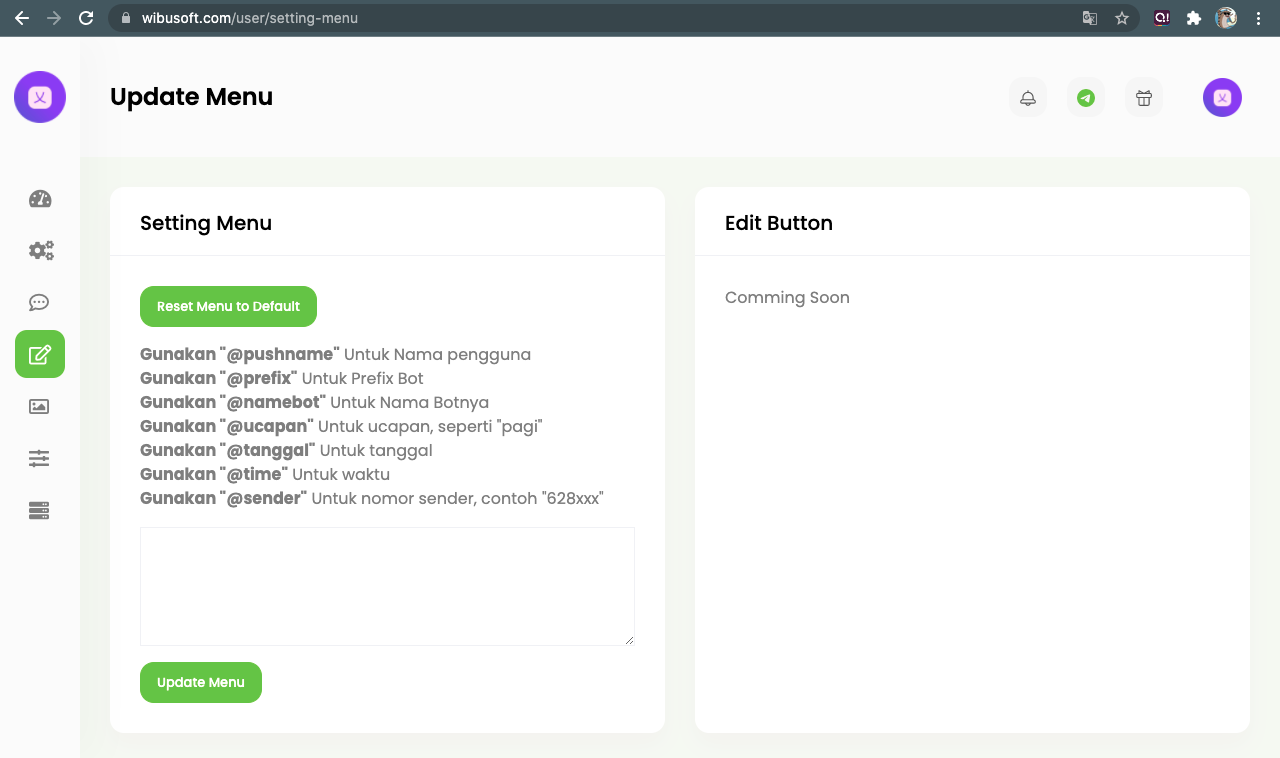 wibusoft.com/user/setting-menu
Update Menu
Setting Menu
Reset Menu to Default
Gunakan "@pushname" Untuk Nama pengguna
Gunakan "@prefix" Untuk Prefix Bot
Gunakan "@namebot" Untuk Nama Botnya
Gunakan "@ucapan" Untuk ucapan, seperti "pagi"
Gunakan "@tanggal" Untuk tanggal
Gunakan "@time" Untuk waktu
Gunakan "@sender" Untuk nomor sender, contoh "628xxx"
Update Menu
Edit Button
Comming Soon